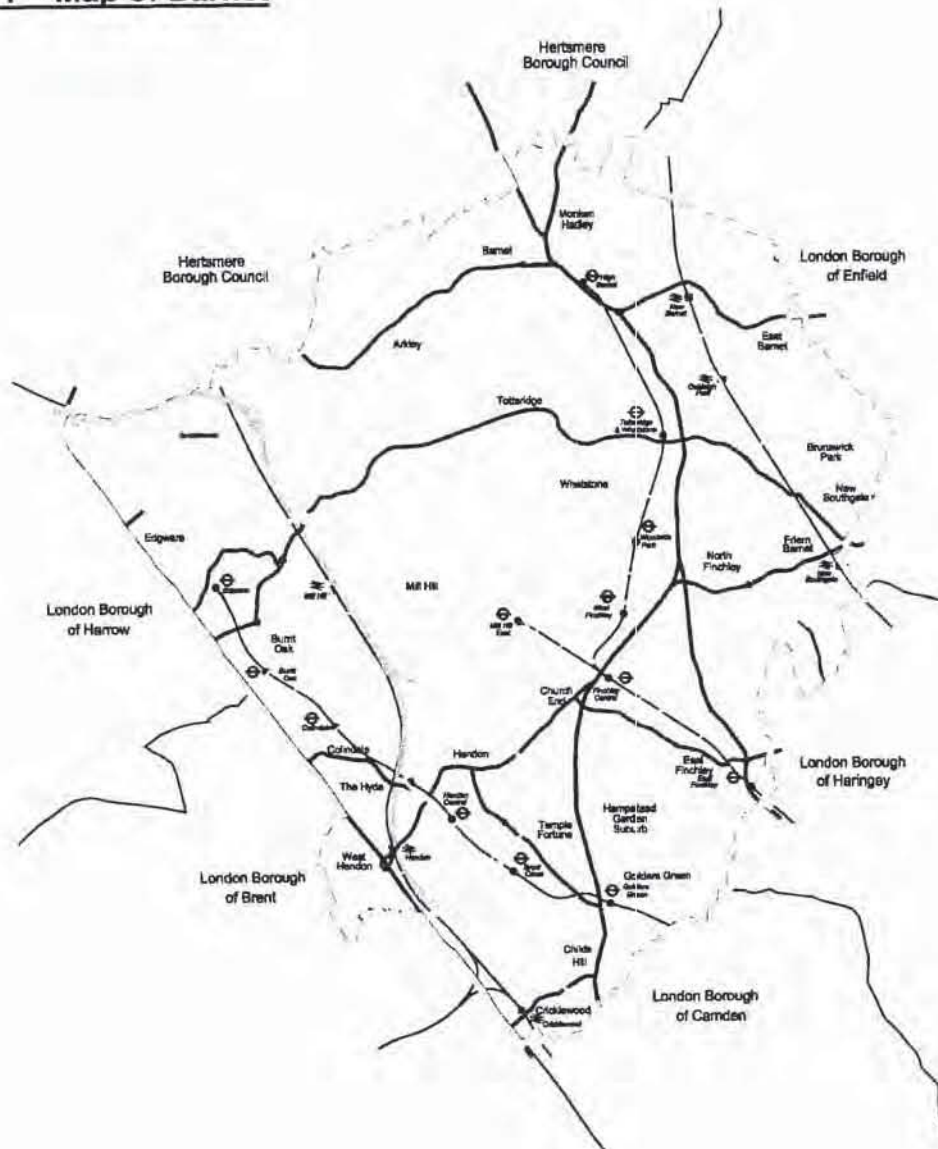 Map of
Hertsmere
Borough Council
Monken
Hadley
Barnet
Hertsmere
Borough Council
London Borough
of Enfield
High
Barnet
New
Barnet
East
Barnet
Arkley
Oakleigh
Park
Totteridge
Totteridge
& Whetstone
Brunswick
Park
New
Southgate
Whetstone
Edgware
Woodside
Park
Friern
Barnet
New
Southgate
North
Finchley
Edgware
Mill Hill
Mill Hill
West
Finchley
Mill Hill
East
London Borough
of Harrow
Burnt
Oak
Burnt
Oak
Church
End
Finchley
Central
Colindale
Colindale
Hendon
East
Finchley
East
Finchley
London Borough
of Haringey
The Hyde
Hendon
Central
Temple
Fortune
Hampstead
Garden
Suburb
West
Hendon
Hendon
Brent
Cross
London Borough
of Brent
Golders Green
Golders
Green
Childs
Hill
Cricklewood
Cricklewood
London Borough
of Camden